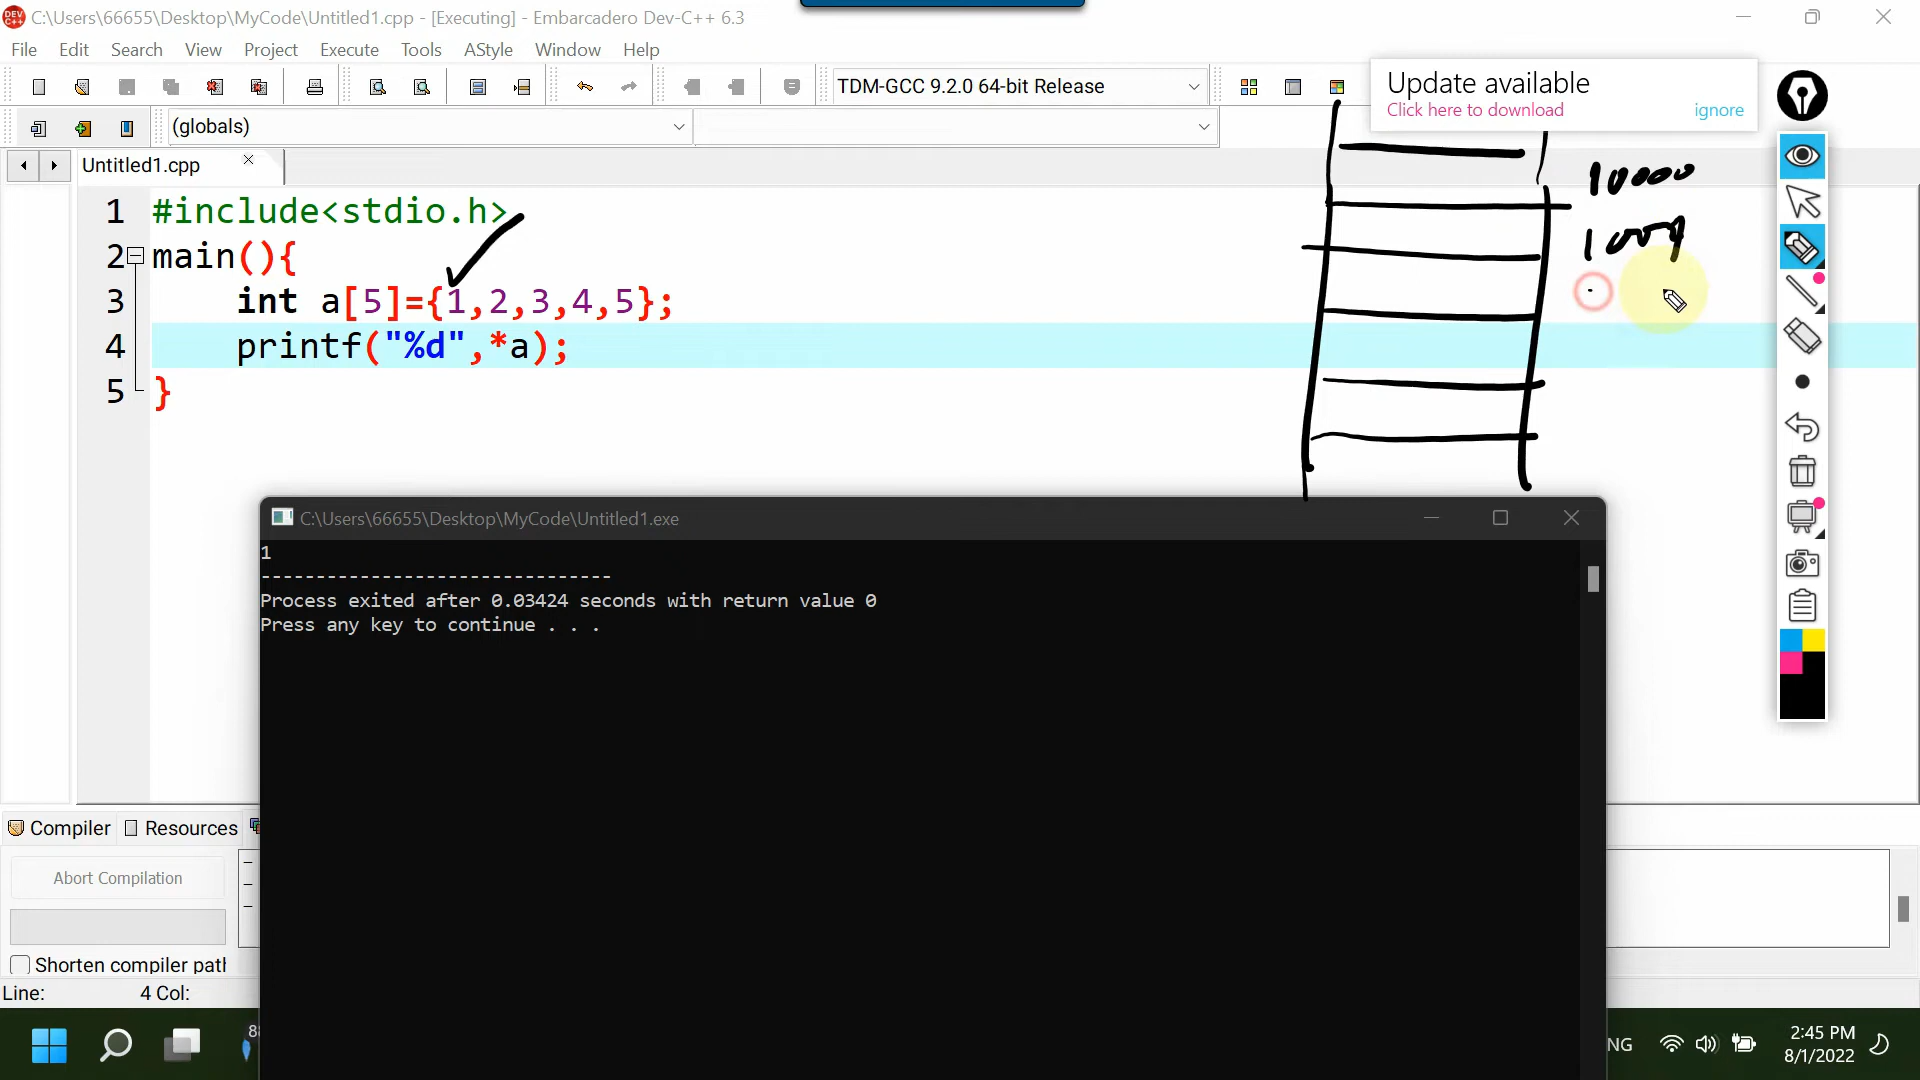 C:\Users\66655\Desktop\MyCode\Untitled1.cpp - [Executing] - Embarcadero Dev-C++ 6.3
File Edit Search View Project Execute Tools AStyle Window Help
TDM-GCC 9.2.0 64-bit Release
Update available
Click here to download ignore
(globals)
Untitled1.cpp
10000
1 #include<stdio.h>
2 main(){
3 int a[5]={1,2,3,4,5};
4 printf("%d",*a);
5 }
C:\Users\66655\Desktop\MyCode\Untitled1.exe
1
--------------------------------
Process exited after 0.03424 seconds with return value 0
Press any key to continue . . .
Compiler Resources
Abort Compilation
Shorten compiler path
Line: 4 Col:
NG
2:45 PM
8/1/2022